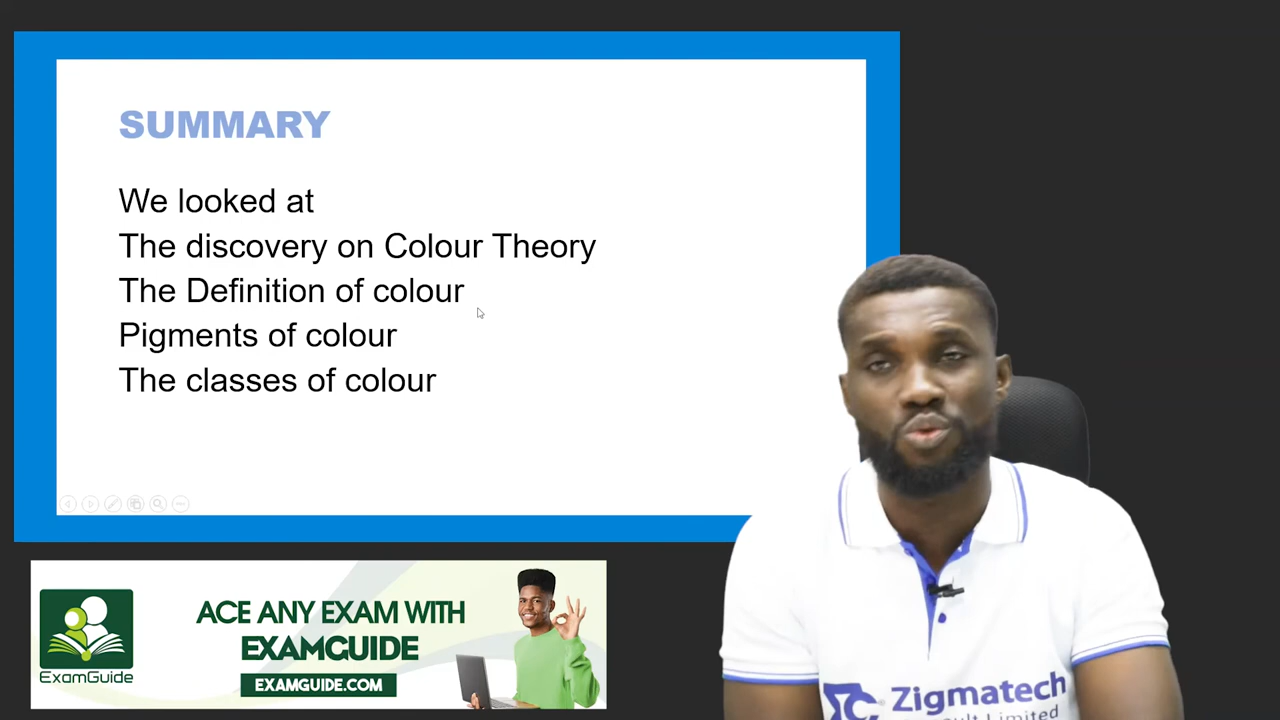 SUMMARY
We looked at
The discovery on Colour Theory
The Definition of colour
Pigments of colour
The classes of colour
ACE ANY EXAM WITH
EXAMGUIDE
EXAMGUIDE.COM
ExamGuide
Zigmatech
Limited